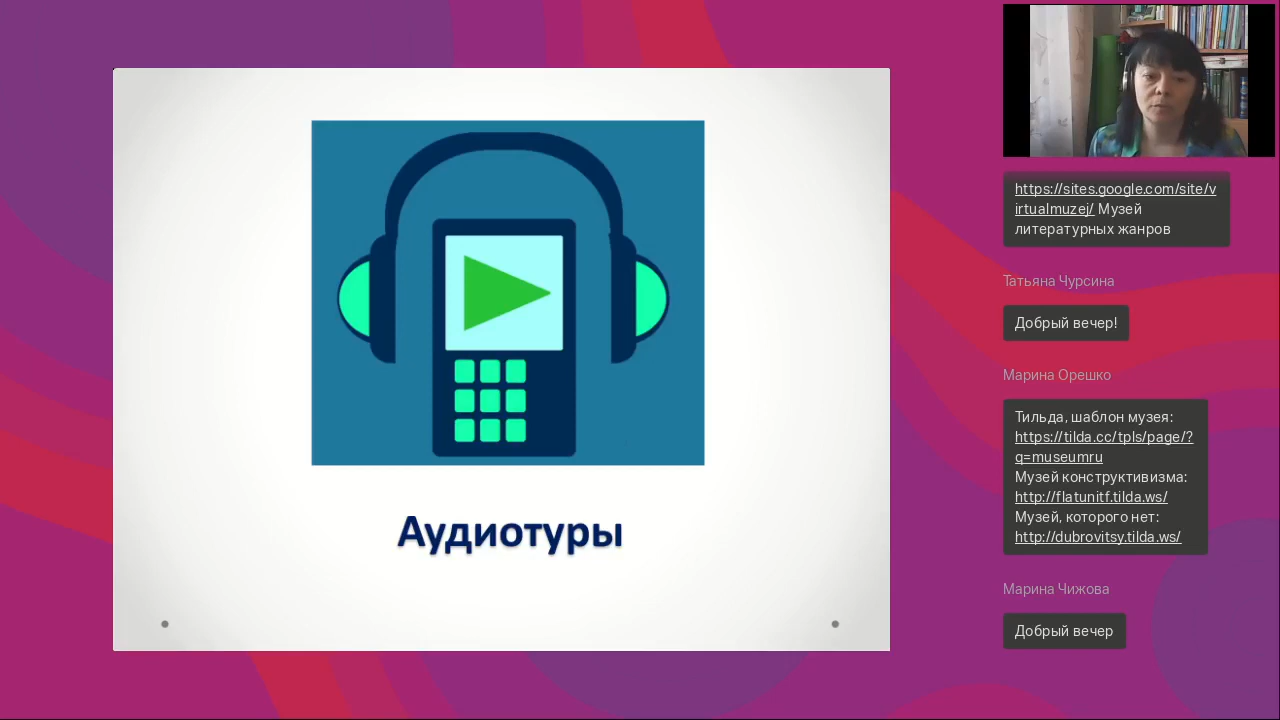 Аудиотуры
https://sites.google.com/site/v
irtualmuzej/ Музей
литературных жанров
Татьяна Чурсина
Добрый вечер!
Марина Орешко
Тильда, шаблон музея:
https://tilda.cc/tpls/page/?
q=museumru
Музей конструктивизма:
http://flatunitf.tilda.ws/
Музей, которого нет:
http://dubrovitsy.tilda.ws/
Марина Чижова
Добрый вечер